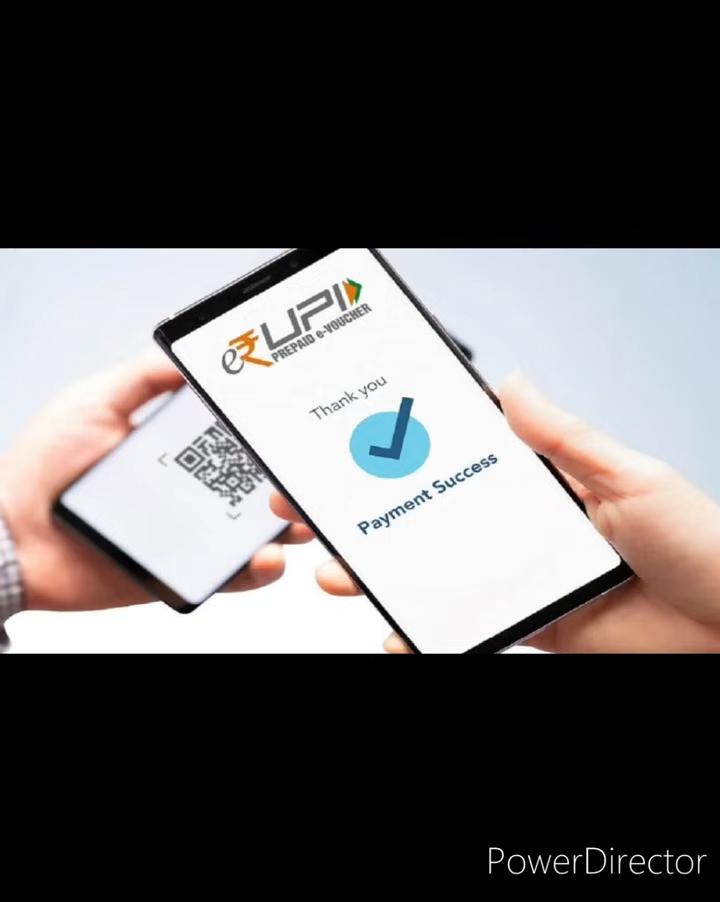 e₹UPI
PREPAID e-VOUCHER
Thank you
Payment Success
PowerDirector